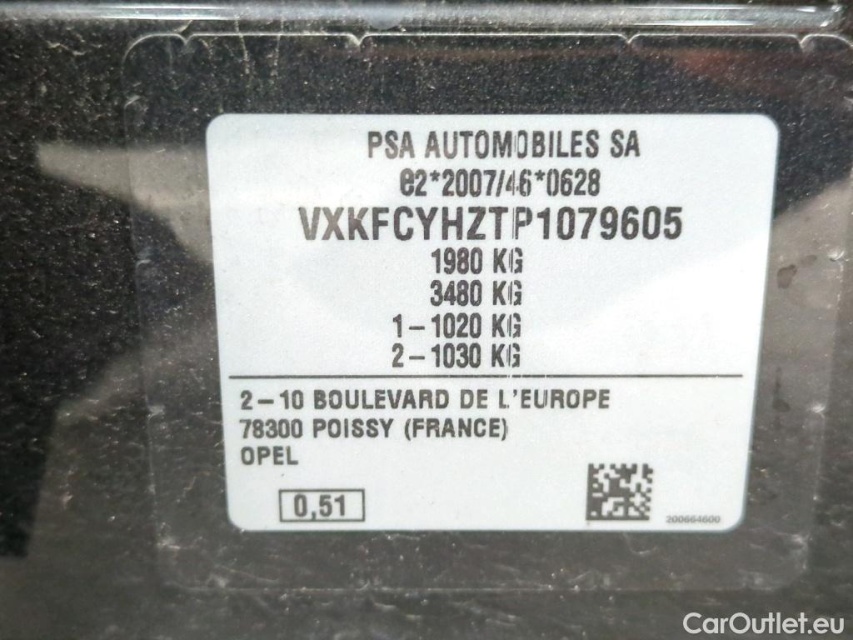 PSA AUTOMOBILES SA
e2*2007/46*0628
VXKFCYHZTP1079605
1980 KG
3480 KG
1-1020 KG
2-1030 KG
2-10 BOULEVARD DE L'EUROPE
78300 POISSY (FRANCE)
OPEL
0,51
200664600
CarOutlet.eu